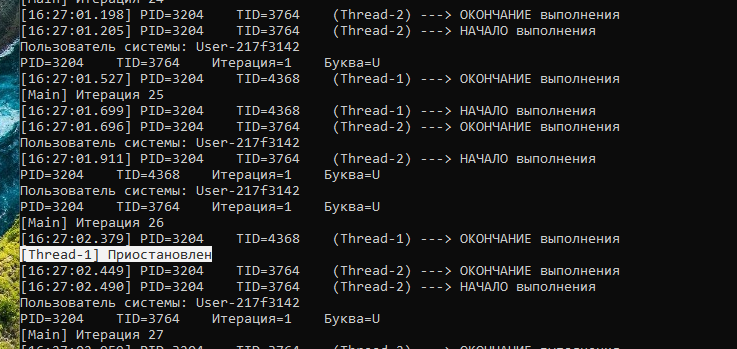 [Main] Итерация 24
[16:27:01.198] PID=3204    TID=3764    (Thread-2) ---> ОКОНЧАНИЕ выполнения
[16:27:01.205] PID=3204    TID=3764    (Thread-2) ---> НАЧАЛО выполнения
Пользователь системы: User-217f3142
PID=3204    TID=3764    Итерация=1    Буква=U
[16:27:01.527] PID=3204    TID=4368    (Thread-1) ---> ОКОНЧАНИЕ выполнения
[Main] Итерация 25
[16:27:01.699] PID=3204    TID=4368    (Thread-1) ---> НАЧАЛО выполнения
[16:27:01.696] PID=3204    TID=3764    (Thread-2) ---> ОКОНЧАНИЕ выполнения
Пользователь системы: User-217f3142
[16:27:01.911] PID=3204    TID=3764    (Thread-2) ---> НАЧАЛО выполнения
PID=3204    TID=4368    Итерация=1    Буква=U
Пользователь системы: User-217f3142
PID=3204    TID=3764    Итерация=1    Буква=U
[Main] Итерация 26
[16:27:02.379] PID=3204    TID=4368    (Thread-1) ---> ОКОНЧАНИЕ выполнения
[Thread-1] Приостановлен
[16:27:02.449] PID=3204    TID=3764    (Thread-2) ---> ОКОНЧАНИЕ выполнения
[16:27:02.490] PID=3204    TID=3764    (Thread-2) ---> НАЧАЛО выполнения
Пользователь системы: User-217f3142
PID=3204    TID=3764    Итерация=1    Буква=U
[Main] Итерация 27